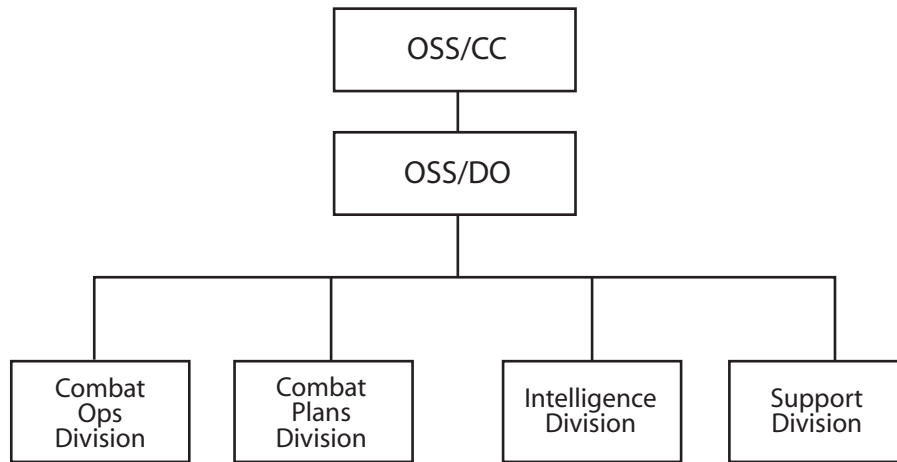 OSS/CC
OSS/DO
Combat
Ops
Division
Combat
Plans
Division
Intelligence
Division
Support
Division